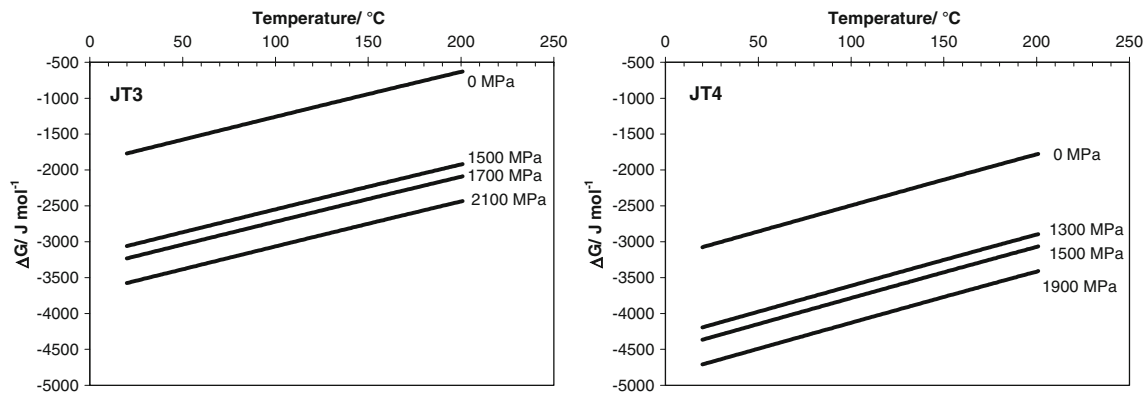 Temperature/ °C
0 50 100 150 200 250
-500
-1000
-1500
-2000
-2500
-3000
-3500
-4000
-4500
-5000
ΔG/ J mol⁻¹
JT3
0 MPa
1500 MPa
1700 MPa
2100 MPa
Temperature/ °C
0 50 100 150 200 250
-500
-1000
-1500
-2000
-2500
-3000
-3500
-4000
-4500
-5000
ΔG/ J mol⁻¹
JT4
0 MPa
1300 MPa
1500 MPa
1900 MPa